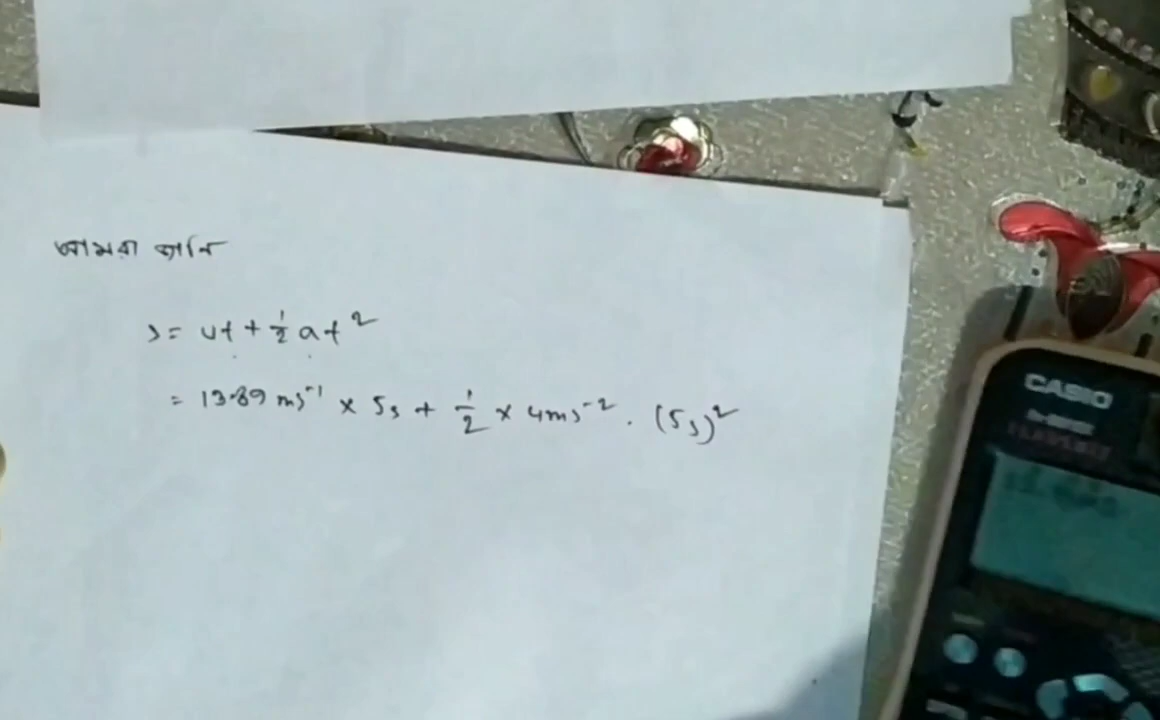 আমরা জানি
s = ut + 1/2 at²
= 13.89 ms⁻¹ × 5s + 1/2 × 4ms⁻² . (5s)²
CASIO